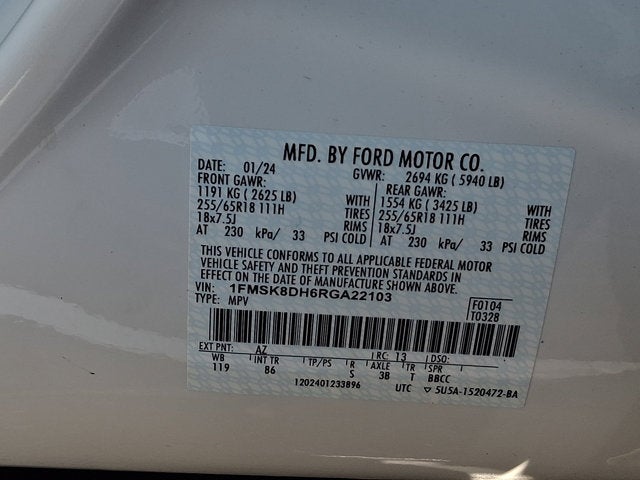 MFD. BY FORD MOTOR CO.
DATE: 01/24 GVWR: 2694 KG ( 5940 LB)
FRONT GAWR: REAR GAWR:
1191 KG ( 2625 LB) WITH 1554 KG ( 3425 LB) WITH
255/65R18 111H TIRES 255/65R18 111H TIRES
18x7.5J RIMS 18x7.5J RIMS
AT 230 kPa/ 33 PSI COLD AT 230 kPa/ 33 PSI COLD
THIS VEHICLE CONFORMS TO ALL APPLICABLE FEDERAL MOTOR
VEHICLE SAFETY AND THEFT PREVENTION STANDARDS IN
EFFECT ON THE DATE OF MANUFACTURE SHOWN ABOVE.
VIN: 1FMSK8DH6RGA22103
TYPE: MPV
F0104
T0328
EXT PNT: AZ RC: 13 DSO:
WB INT TR TP/PS R AXLE TR SPR
119 B6 S 3B T BBCC
1202401233896 UTC ▽ 5U5A-1520472-BA